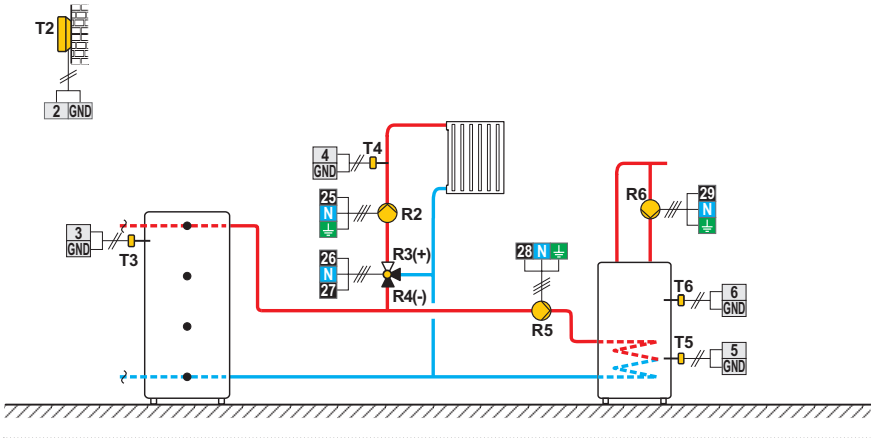 T2
2 GND
4
GND
T4
25
N
R2
R6
29
N
3
GND
T3
26
N
27
R3(+)
R4(-)
28 N
R5
T6
6
GND
T5
5
GND